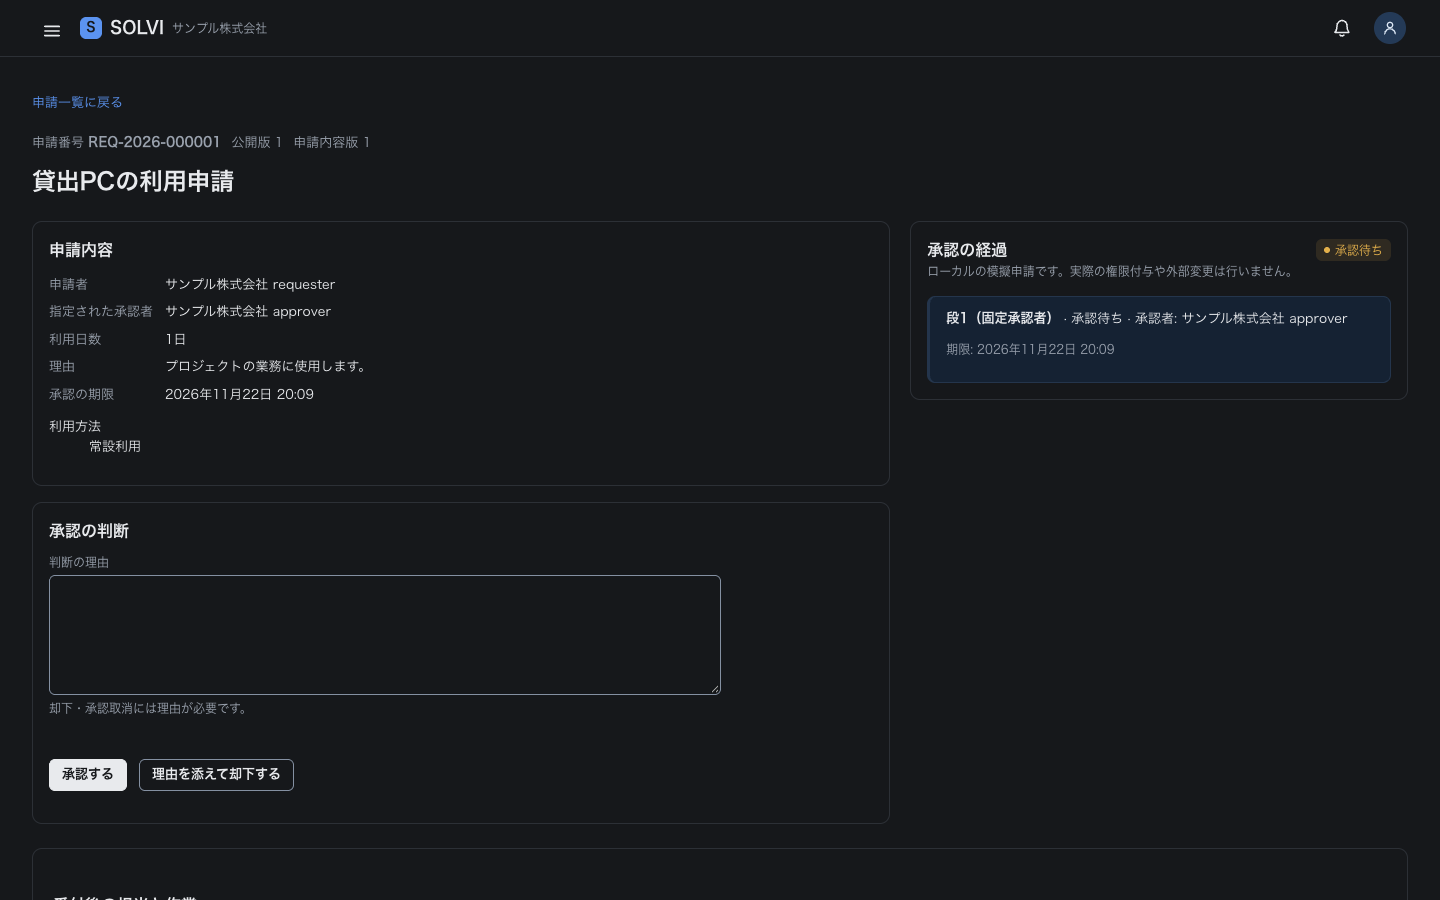 S SOLVI サンプル株式会社
申請一覧に戻る
申請番号 REQ-2026-000001 公開版 1 申請内容版 1
貸出PCの利用申請
申請内容
申請者 サンプル株式会社 requester
指定された承認者 サンプル株式会社 approver
利用日数 1日
理由 プロジェクトの業務に使用します。
承認の期限 2026年11月22日 20:09
利用方法
常設利用
承認の経過 承認待ち
ローカルの模擬申請です。実際の権限付与や外部変更は行いません。
段1（固定承認者） · 承認待ち · 承認者: サンプル株式会社 approver
期限: 2026年11月22日 20:09
承認の判断
判断の理由
却下・承認取消には理由が必要です。
承認する 理由を添えて却下する